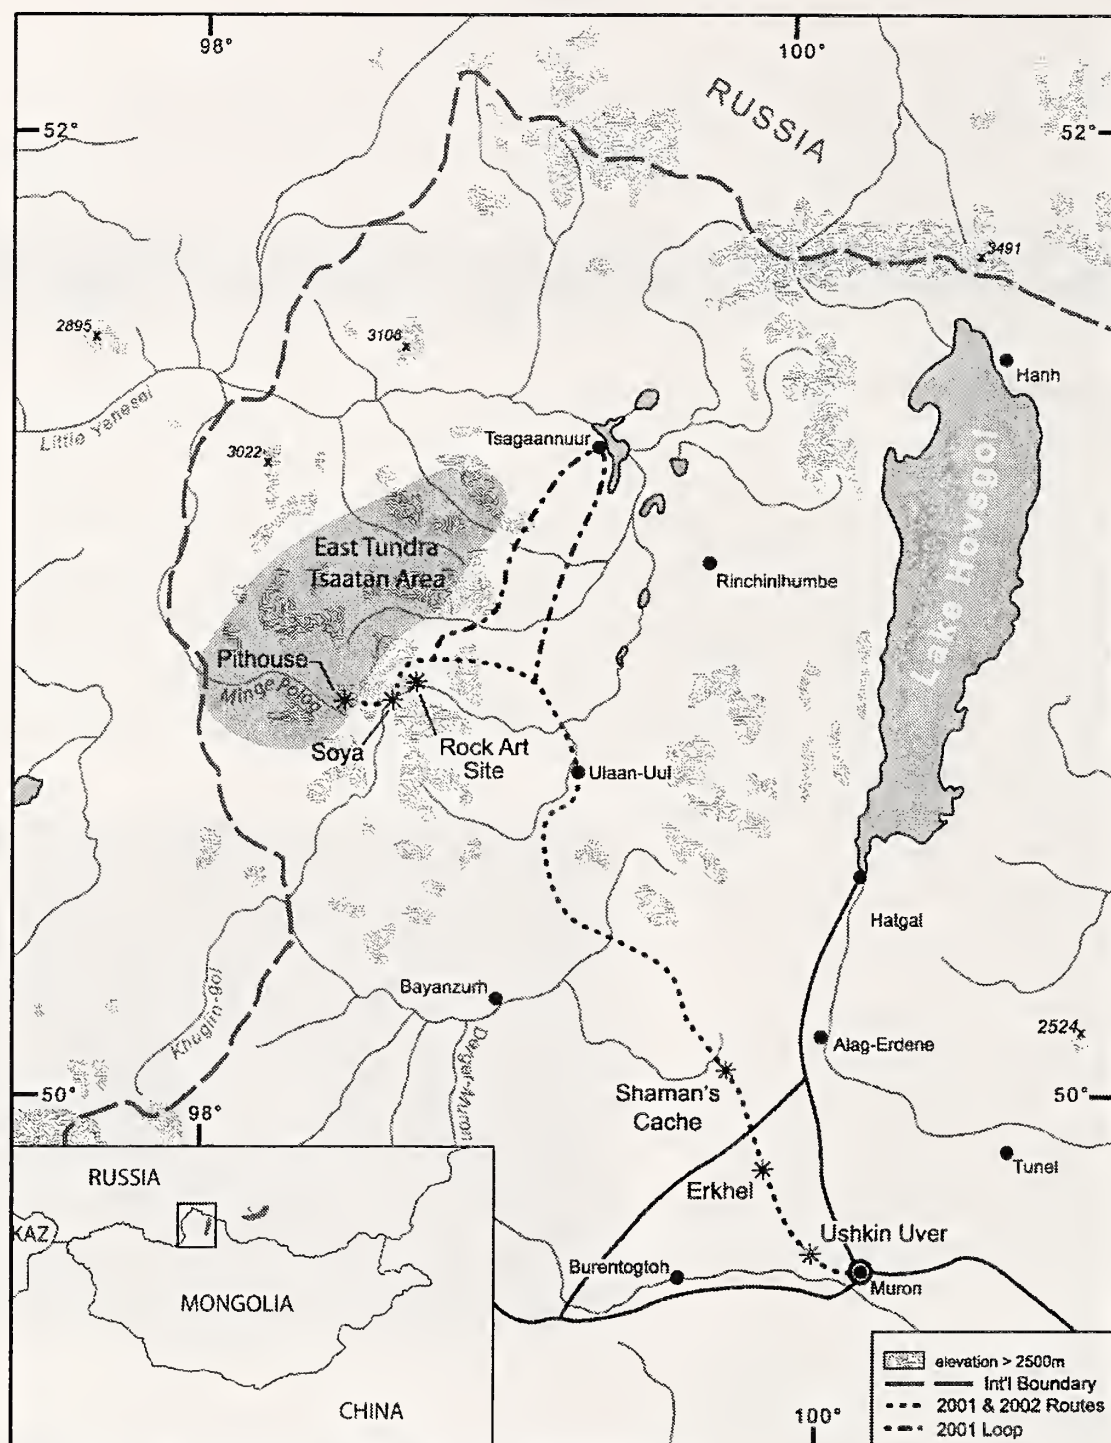 98°
100°
RUSSIA
52°
52°
3491
2895
3108
Hanh
Little Yenesei
Tsagaannuur
3022
Lake Hovsgol
East Tundra
Tsaatan Area
Rinchinlhumbe
Pithouse
Minge Bolog
Soya
Rock Art
Site
Ulaan-Uul
Hatgal
Bayanzurh
Khugiin-gol
Darger-Muron
2524
Alag-Erdene
Shaman's
Cache
50°
50°
98°
Tunel
RUSSIA
Erkhel
KAZ
Ushkin Uver
Burentogtoh
Muron
MONGOLIA
elevation > 2500m
Int'l Boundary
2001 & 2002 Routes
2001 Loop
CHINA
100°